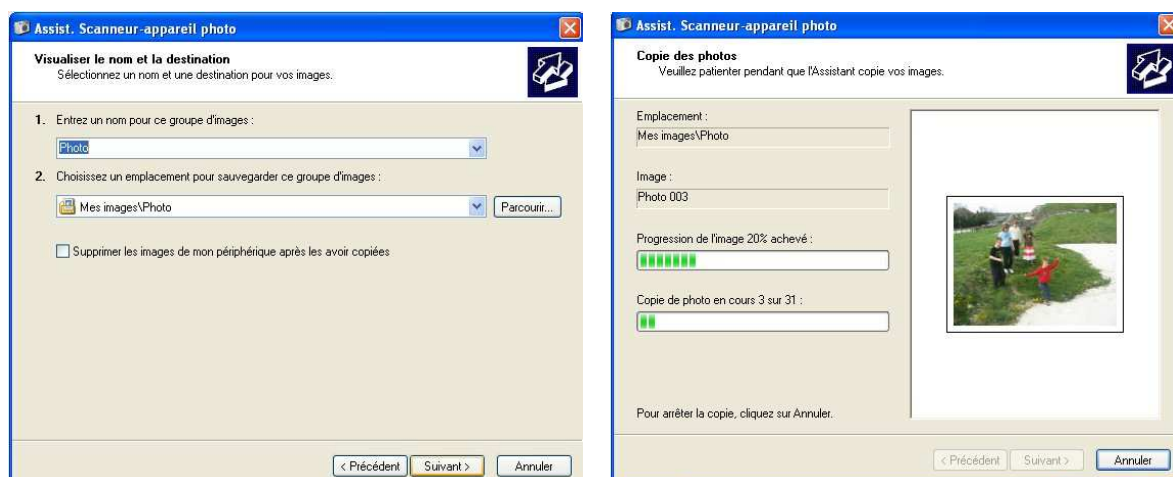 Assist. Scanneur-appareil photo
Visualiser le nom et la destination
Sélectionnez un nom et une destination pour vos images.
1. Entrez un nom pour ce groupe d'images :
Photo
2. Choisissez un emplacement pour sauvegarder ce groupe d'images :
Mes images\Photo
Parcourir...
Supprimer les images de mon périphérique après les avoir copiées
< Précédent
Suivant >
Annuler
Assist. Scanneur-appareil photo
Copie des photos
Veuillez patienter pendant que l'Assistant copie vos images.
Emplacement :
Mes images\Photo
Image :
Photo 003
Progression de l'image 20% achevé :
Copie de photo en cours 3 sur 31 :
Pour arrêter la copie, cliquez sur Annuler.
< Précédent
Suivant >
Annuler